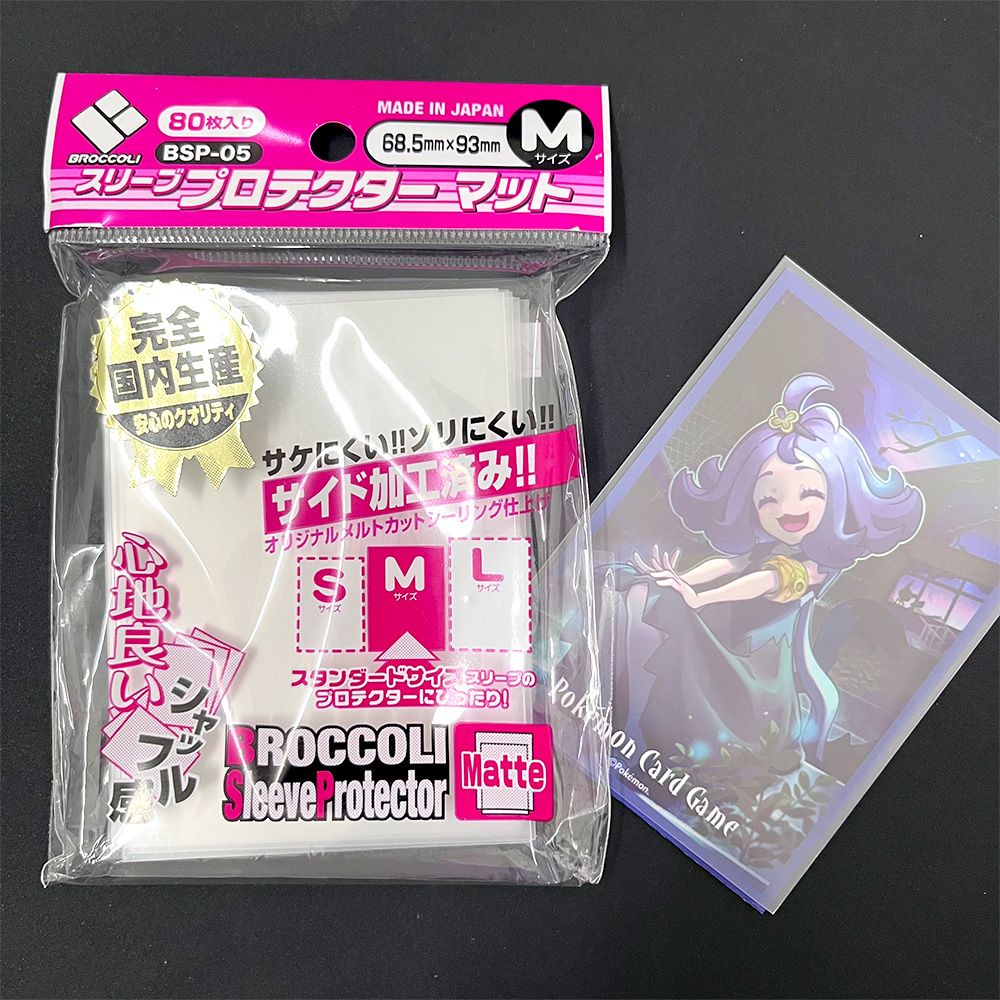 BROCCOLI
80枚入り
BSP-05
MADE IN JAPAN
68.5mm×93mm
M
サイズ
スリーブプロテクター マット
完全
国内生産
安心のクオリティ
サケにくい!!ソリにくい!!
サイド加工済み!!
オリジナルメルトカットシーリング仕上げ
S
サイズ
M
サイズ
L
サイズ
スタンダードサイズスリーブの
プロテクターにぴったり!
心地良い
シャッフル感
BROCCOLI
SleeveProtector
Matte
Pokémon Card Game
©Pokémon.